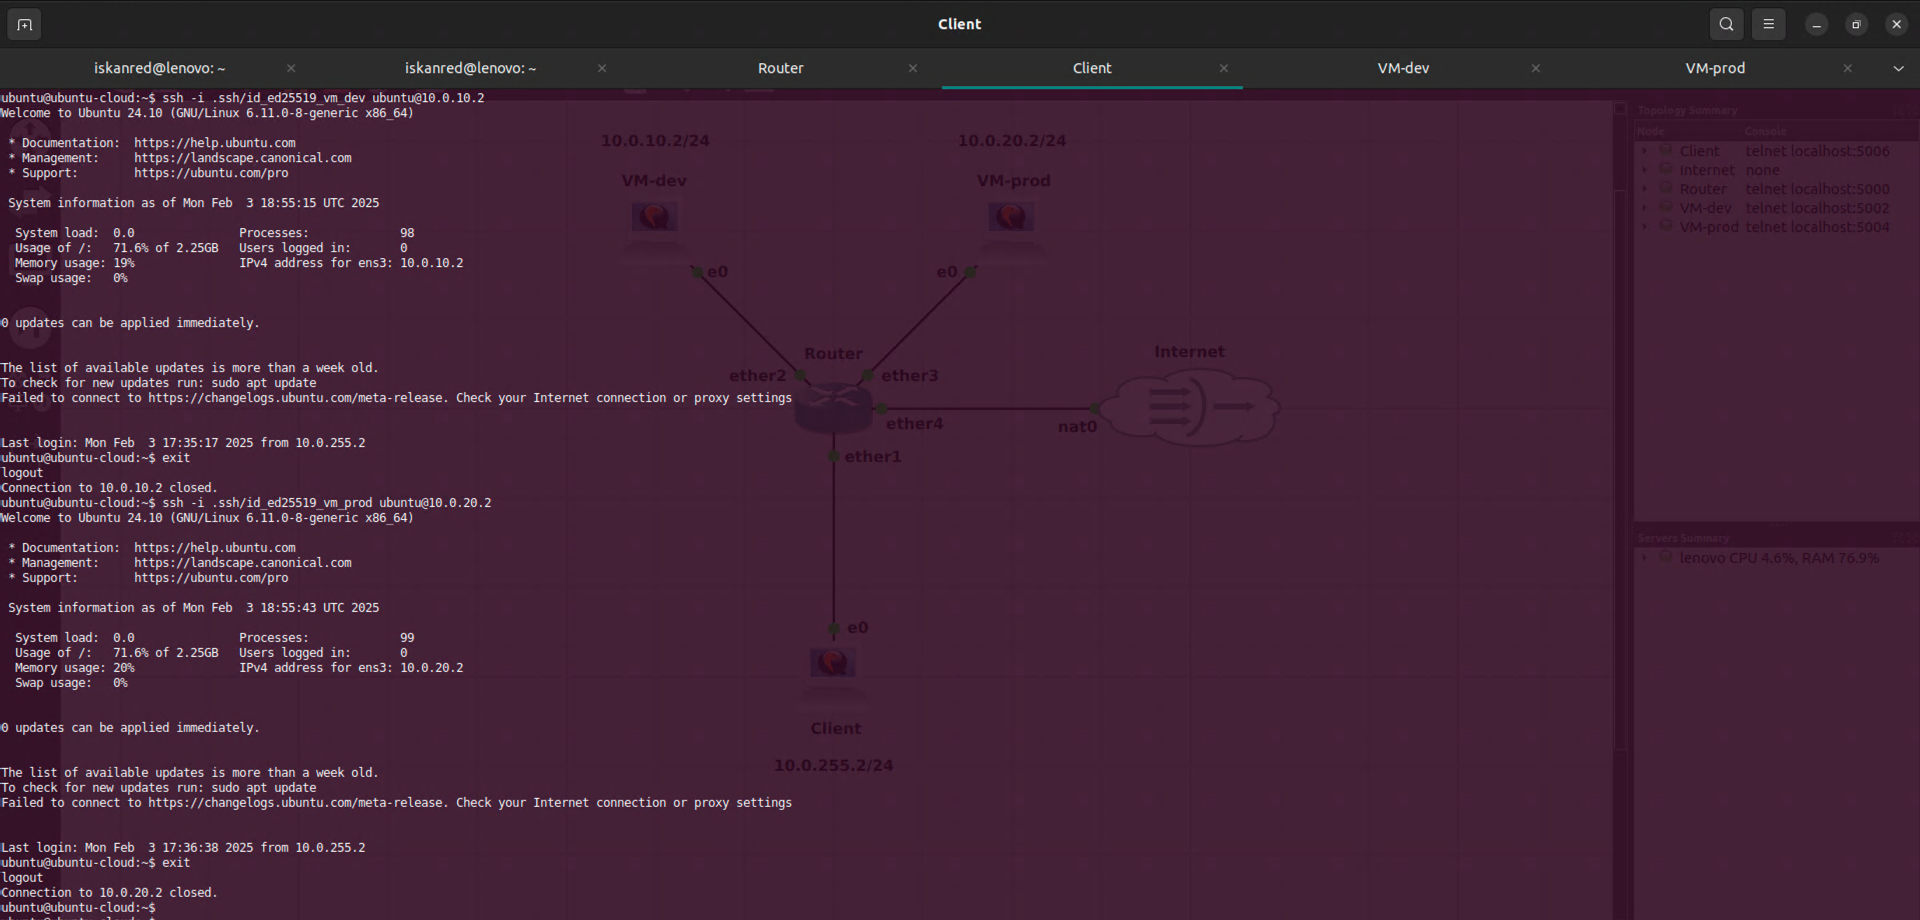 Client
iskanred@lenovo: ~
iskanred@lenovo: ~
Router
Client
VM-dev
VM-prod
ubuntu@ubuntu-cloud:~$ ssh -i .ssh/id_ed25519_vm_dev ubuntu@10.0.10.2
Welcome to Ubuntu 24.10 (GNU/Linux 6.11.0-8-generic x86_64)
* Documentation:  https://help.ubuntu.com
* Management:     https://landscape.canonical.com
* Support:        https://ubuntu.com/pro
System information as of Mon Feb  3 18:55:15 UTC 2025
System load:  0.0               Processes:             98
Usage of /:   71.6% of 2.25GB   Users logged in:       0
Memory usage: 19%               IPv4 address for ens3: 10.0.10.2
Swap usage:   0%
0 updates can be applied immediately.
The list of available updates is more than a week old.
To check for new updates run: sudo apt update
Failed to connect to https://changelogs.ubuntu.com/meta-release. Check your Internet connection or proxy settings
Last login: Mon Feb  3 17:35:17 2025 from 10.0.255.2
ubuntu@ubuntu-cloud:~$ exit
logout
Connection to 10.0.10.2 closed.
ubuntu@ubuntu-cloud:~$ ssh -i .ssh/id_ed25519_vm_prod ubuntu@10.0.20.2
Welcome to Ubuntu 24.10 (GNU/Linux 6.11.0-8-generic x86_64)
* Documentation:  https://help.ubuntu.com
* Management:     https://landscape.canonical.com
* Support:        https://ubuntu.com/pro
System information as of Mon Feb  3 18:55:43 UTC 2025
System load:  0.0               Processes:             99
Usage of /:   71.6% of 2.25GB   Users logged in:       0
Memory usage: 20%               IPv4 address for ens3: 10.0.20.2
Swap usage:   0%
0 updates can be applied immediately.
The list of available updates is more than a week old.
To check for new updates run: sudo apt update
Failed to connect to https://changelogs.ubuntu.com/meta-release. Check your Internet connection or proxy settings
Last login: Mon Feb  3 17:36:38 2025 from 10.0.255.2
ubuntu@ubuntu-cloud:~$ exit
logout
Connection to 10.0.20.2 closed.
ubuntu@ubuntu-cloud:~$
10.0.10.2/24
10.0.20.2/24
VM-dev
VM-prod
e0
e0
Router
Internet
ether2
ether3
ether4
nat0
ether1
e0
Client
10.0.255.2/24
Topology Summary
Node Console
Client telnet localhost:5006
Internet none
Router telnet localhost:5000
VM-dev telnet localhost:5002
VM-prod telnet localhost:5004
Servers Summary
lenovo CPU 4.6%, RAM 76.9%